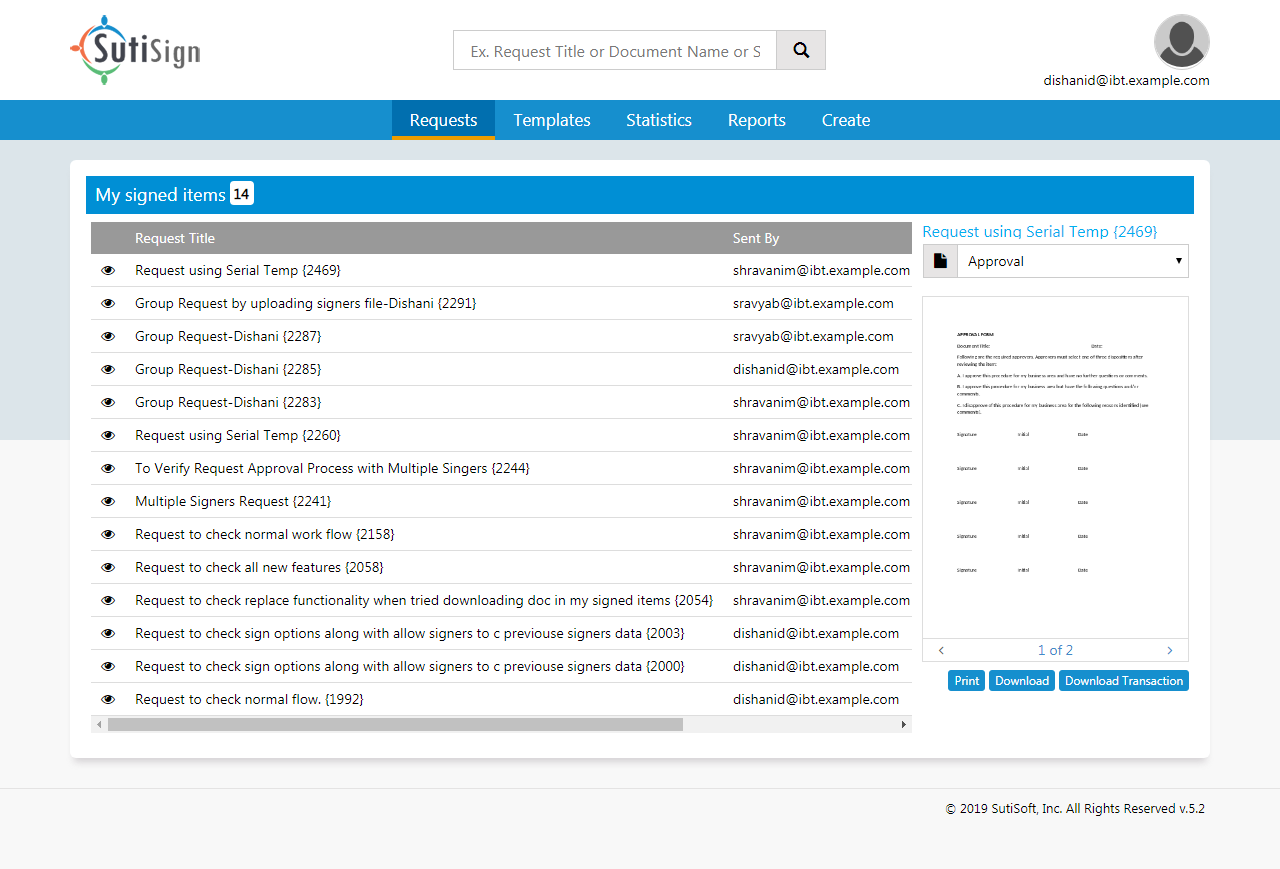 SutiSign
Ex. Request Title or Document Name or S
dishanid@ibt.example.com
Requests Templates Statistics Reports Create
My signed items 14
Request Title Sent By
Request using Serial Temp {2469} shravanim@ibt.example.com
Group Request by uploading signers file-Dishani {2291} sravyab@ibt.example.com
Group Request-Dishani {2287} sravyab@ibt.example.com
Group Request-Dishani {2285} dishanid@ibt.example.com
Group Request-Dishani {2283} shravanim@ibt.example.com
Request using Serial Temp {2260} shravanim@ibt.example.com
To Verify Request Approval Process with Multiple Singers {2244} shravanim@ibt.example.com
Multiple Signers Request {2241} shravanim@ibt.example.com
Request to check normal work flow {2158} shravanim@ibt.example.com
Request to check all new features {2058} shravanim@ibt.example.com
Request to check replace functionality when tried downloading doc in my signed items {2054} shravanim@ibt.example.com
Request to check sign options along with allow signers to c previouse signers data {2003} dishanid@ibt.example.com
Request to check sign options along with allow signers to c previouse signers data {2000} dishanid@ibt.example.com
Request to check normal flow. {1992} dishanid@ibt.example.com
Request using Serial Temp {2469}
Approval
APPROVAL FORM
Document Title: Date:
Following are the required approvers. Approvers must select one of three dispositions after
reviewing the item:
A. I approve this procedure for my business area and have no further questions or comments.
B. I approve this procedure for my business area but have the following questions and/or
comments.
C. I disapprove of this procedure for my business area for the following reasons identified (see
comments).
Signature Initial Date
Signature Initial Date
Signature Initial Date
Signature Initial Date
Signature Initial Date
1 of 2
Print Download Download Transaction
© 2019 SutiSoft, Inc. All Rights Reserved v.5.2